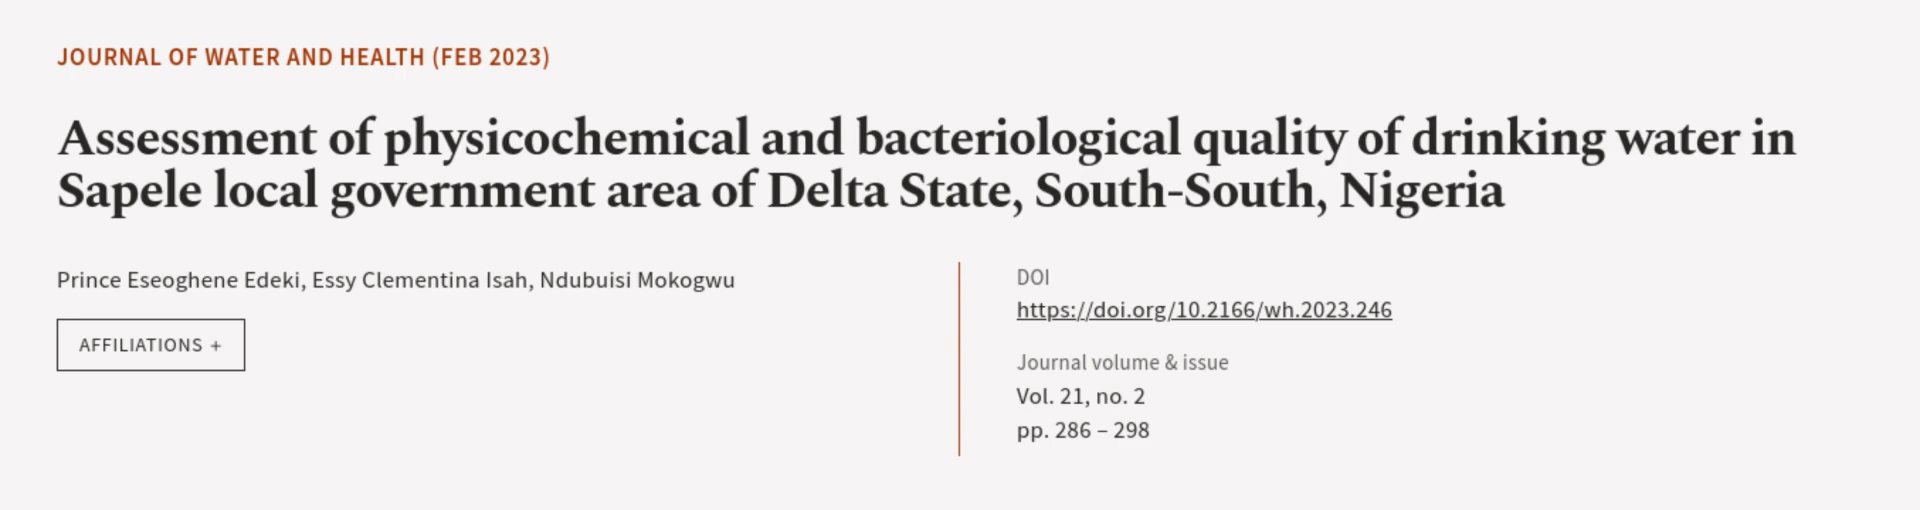 JOURNAL OF WATER AND HEALTH (FEB 2023)
Assessment of physicochemical and bacteriological quality of drinking water in
Sapele local government area of Delta State, South-South, Nigeria
Prince Eseoghene Edeki, Essy Clementina Isah, Ndubuisi Mokogwu
AFFILIATIONS +
DOI
https://doi.org/10.2166/wh.2023.246
Journal volume & issue
Vol. 21, no. 2
pp. 286 – 298